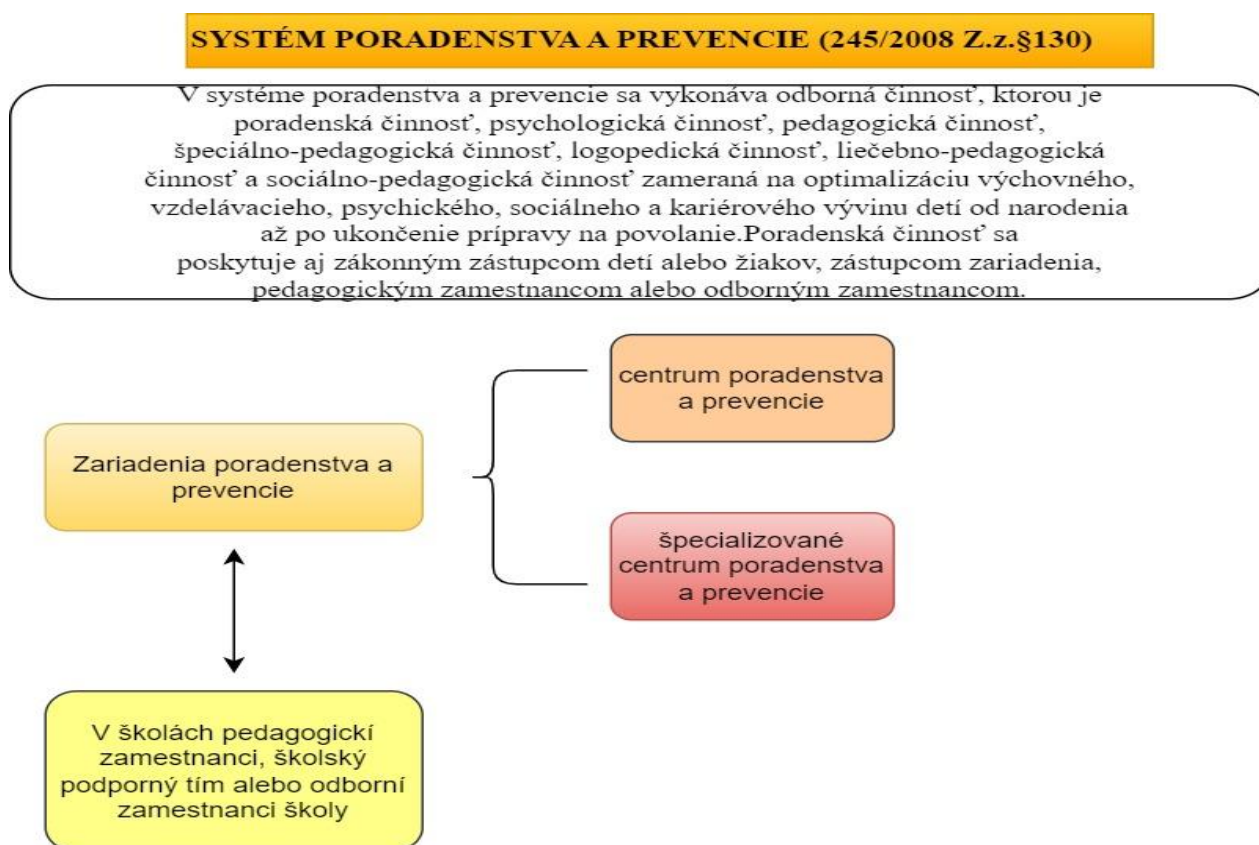 SYSTÉM PORADENSTVA A PREVENCIE (245/2008 Z.z.§130)
V systéme poradenstva a prevencie sa vykonáva odborná činnosť, ktorou je
poradenská činnosť, psychologická činnosť, pedagogická činnosť,
špeciálno-pedagogická činnosť, logopedická činnosť, liečebno-pedagogická
činnosť a sociálno-pedagogická činnosť zameraná na optimalizáciu výchovného,
vzdelávacieho, psychického, sociálneho a kariérového vývinu detí od narodenia
až po ukončenie prípravy na povolanie.Poradenská činnosť sa
poskytuje aj zákonným zástupcom detí alebo žiakov, zástupcom zariadenia,
pedagogickým zamestnancom alebo odborným zamestnancom.
centrum poradenstva
a prevencie
Zariadenia poradenstva a
prevencie
špecializované
centrum poradenstva
a prevencie
V školách pedagogickí
zamestnanci, školský
podporný tím alebo odborní
zamestnanci školy